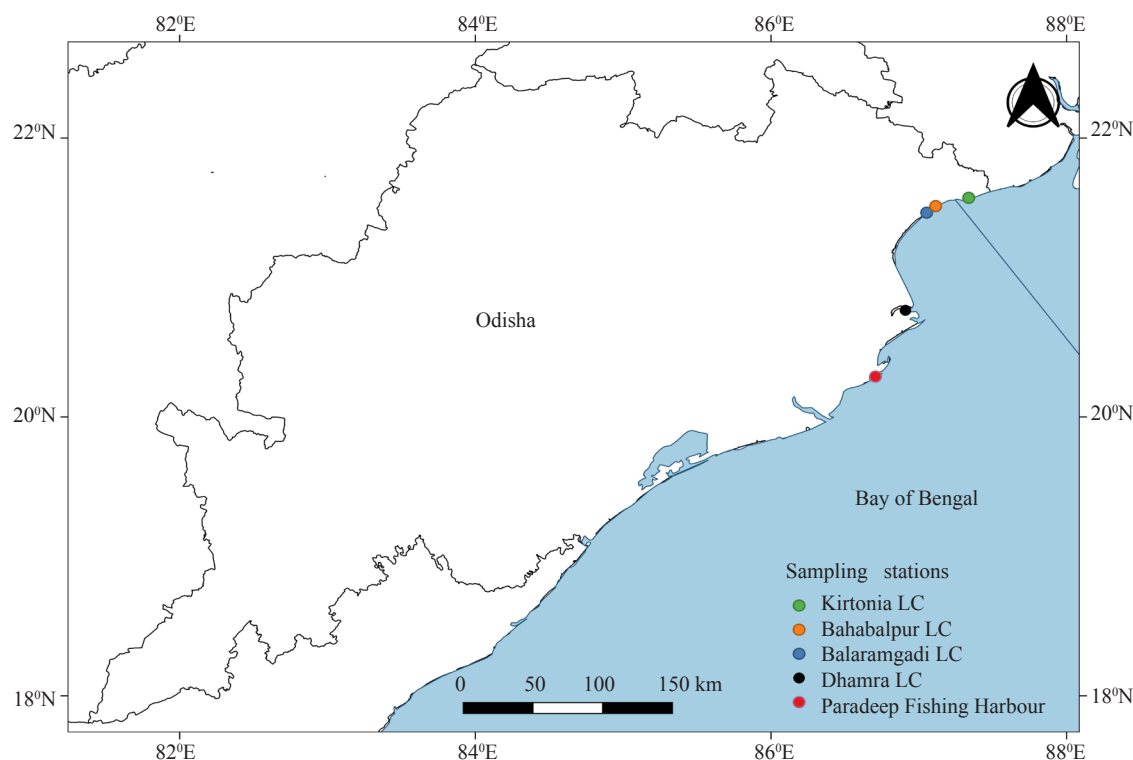 82⁰E 84⁰E 86⁰E 88⁰E
22⁰N 22⁰N
Odisha
20⁰N 20⁰N
Bay of Bengal
Sampling stations
Kirtonia LC
Bahabalpur LC
Balaramgadi LC
Dhamra LC
Paradeep Fishing Harbour
0 50 100 150 km
18⁰N 18⁰N
82⁰E 84⁰E 86⁰E 88⁰E